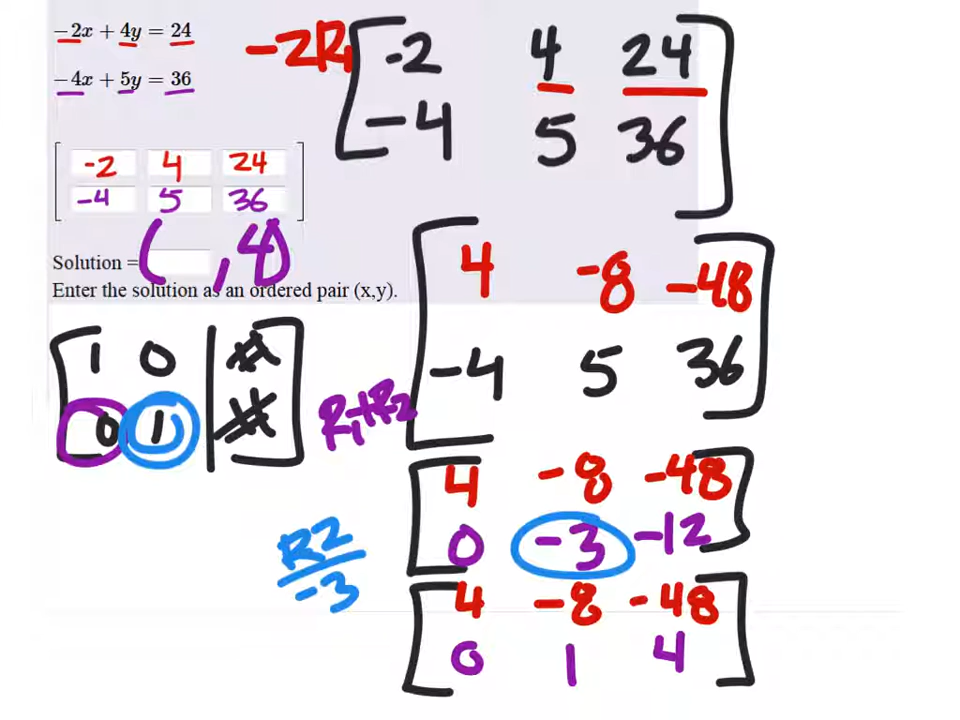 −2x + 4y = 24
−4x + 5y = 36
-2 4 24
-4 5 36
Solution = ( , 4)
Enter the solution as an ordered pair (x,y).
1 0 | #
0 1 | #
-2R1
-2 4 24
-4 5 36
4 -8 -48
-4 5 36
R1+R2
4 -8 -48
0 -3 -12
R2
-3
4 -8 -48
0 1 4